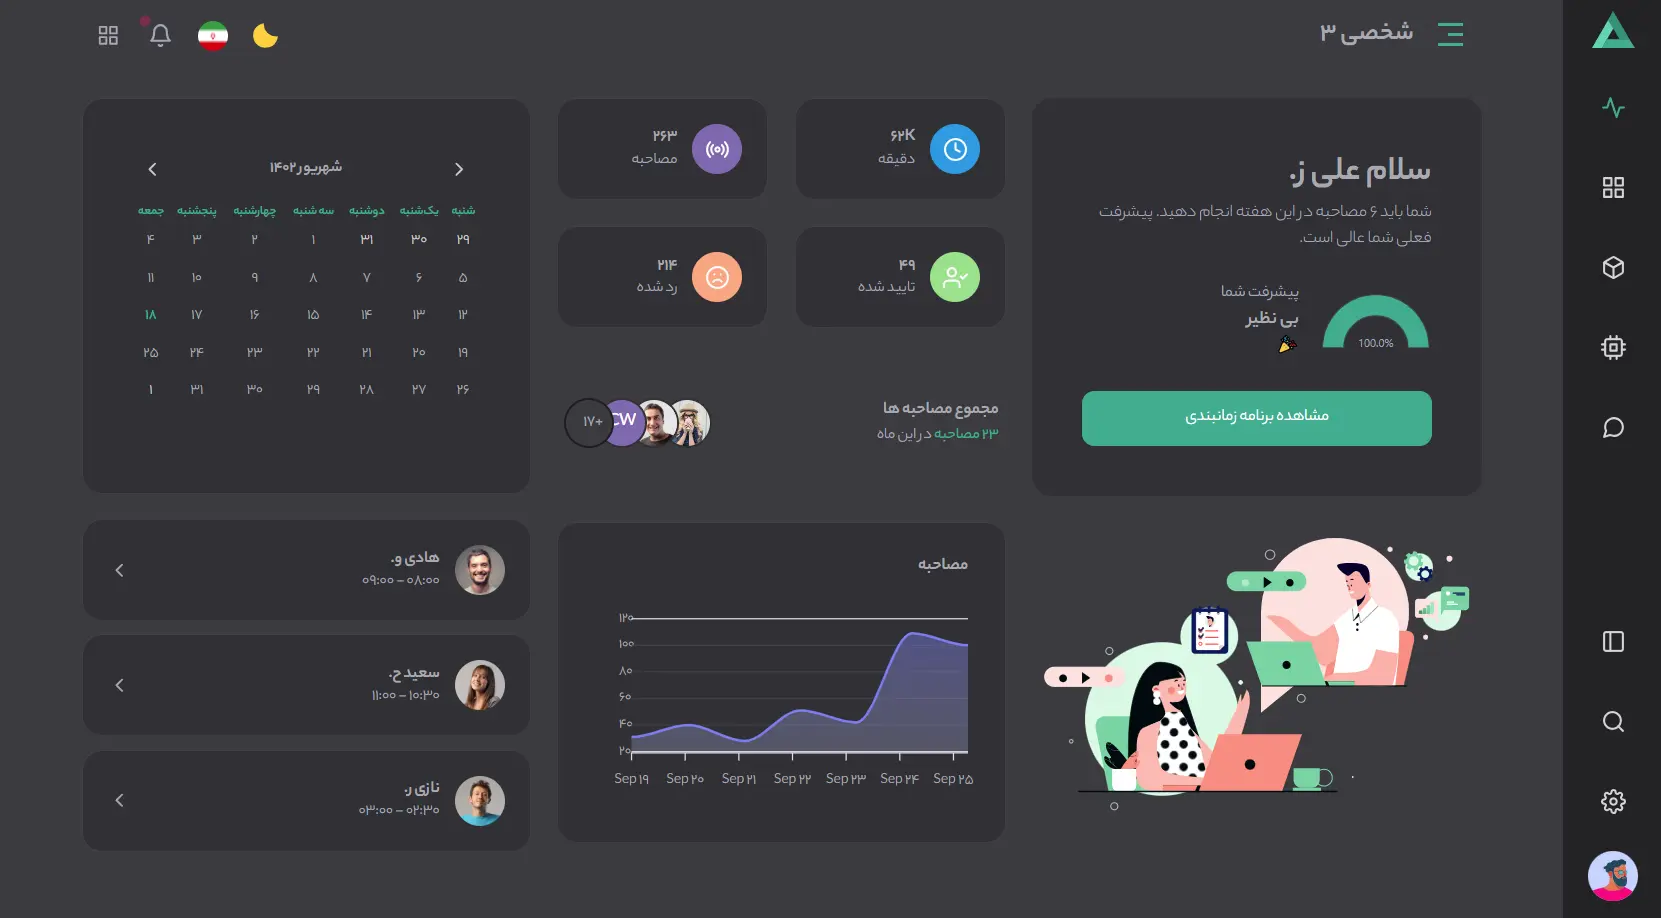 شخصی ۳
سلام علی ز.
شما باید ۶ مصاحبه در این هفته انجام دهید. پیشرفت
فعلی شما عالی است.
100.0%
پیشرفت شما
بی نظیر
مشاهده برنامه زمانبندی
۶۲K
دقیقه
۲۶۳
مصاحبه
۴۹
تایید شده
۲۱۴
رد شده
مجموع مصاحبه ها
۲۳ مصاحبه در این ماه
CW
+۱۷
شهریور ۱۴۰۲
شنبه یک‌شنبه دوشنبه سه شنبه چهارشنبه پنجشنبه جمعه
۲۹ ۳۰ ۳۱ ۱ ۲ ۳ ۴
۵ ۶ ۷ ۸ ۹ ۱۰ ۱۱
۱۲ ۱۳ ۱۴ ۱۵ ۱۶ ۱۷ ۱۸
۱۹ ۲۰ ۲۱ ۲۲ ۲۳ ۲۴ ۲۵
۲۶ ۲۷ ۲۸ ۲۹ ۳۰ ۳۱ ۱
مصاحبه
۱۲۰
۱۰۰
۸۰
۶۰
۴۰
۲۰
Sep ۱۹ Sep ۲۰ Sep ۲۱ Sep ۲۲ Sep ۲۳ Sep ۲۴ Sep ۲۵
هادی و.
۰۸:۰۰ – ۰۹:۰۰
سعید ح.
۱۰:۳۰ – ۱۱:۰۰
نازی ر.
۰۲:۳۰ – ۰۳:۰۰